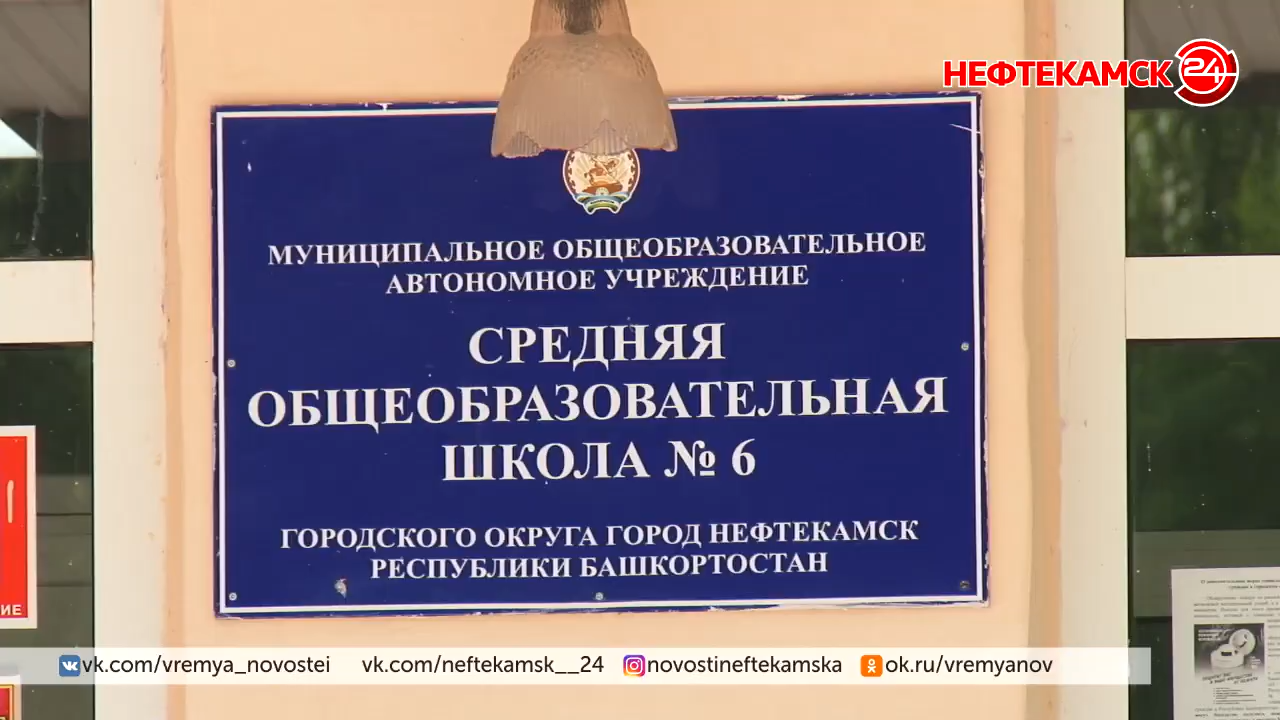 НЕФТЕКАМСК 24
МУНИЦИПАЛЬНОЕ ОБЩЕОБРАЗОВАТЕЛЬНОЕ
АВТОНОМНОЕ УЧРЕЖДЕНИЕ
СРЕДНЯЯ
ОБЩЕОБРАЗОВАТЕЛЬНАЯ
ШКОЛА № 6
ГОРОДСКОГО ОКРУГА ГОРОД НЕФТЕКАМСК
РЕСПУБЛИКИ БАШКОРТОСТАН
vk.com/vremya_novostei vk.com/neftekamsk__24 novostineftekamska ok.ru/vremyanov